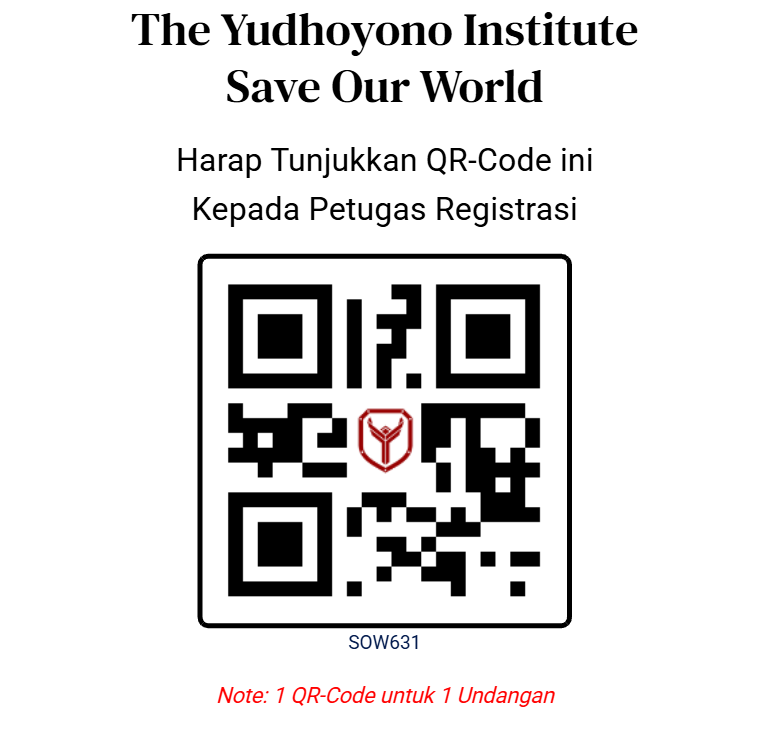 The Yudhoyono Institute
Save Our World
Harap Tunjukkan QR-Code ini
Kepada Petugas Registrasi
SOW631
Note: 1 QR-Code untuk 1 Undangan